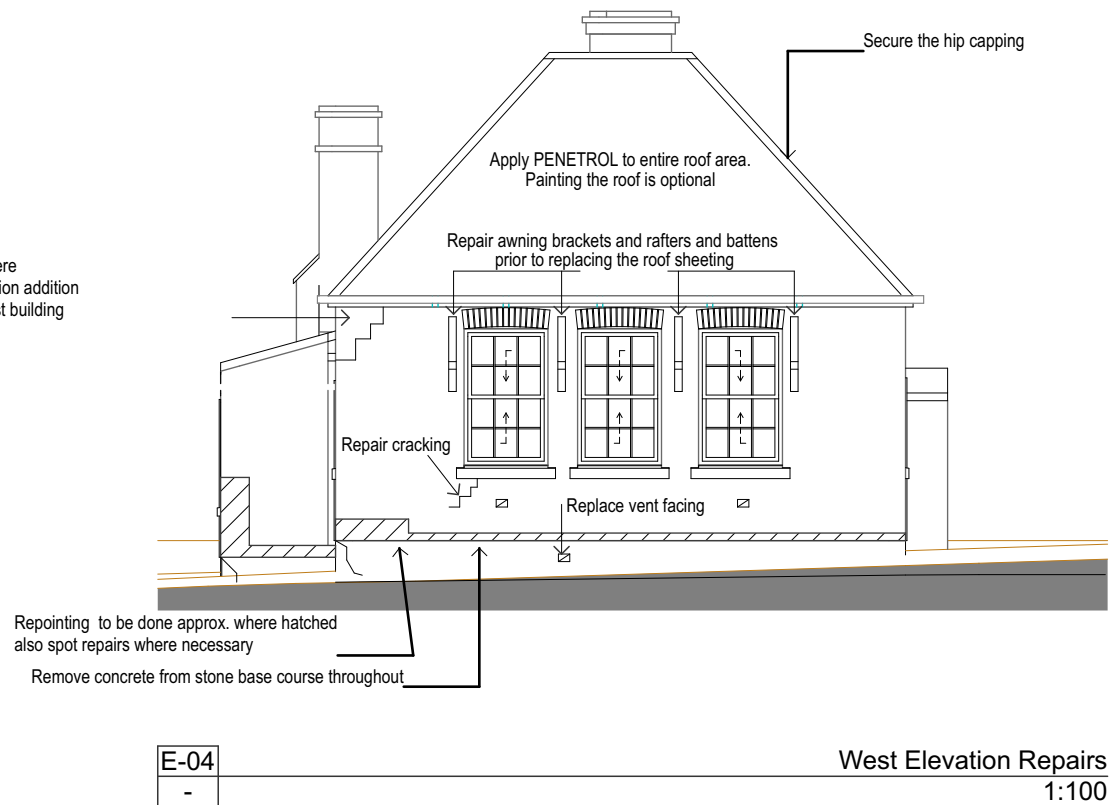 Secure the hip capping
Apply PENETROL to entire roof area.
Painting the roof is optional
Repair awning brackets and rafters and battens
prior to replacing the roof sheeting
addition
building
Repair cracking
Replace vent facing
Repointing to be done approx. where hatched
also spot repairs where necessary
Remove concrete from stone base course throughout
E-04
West Elevation Repairs
-
1:100